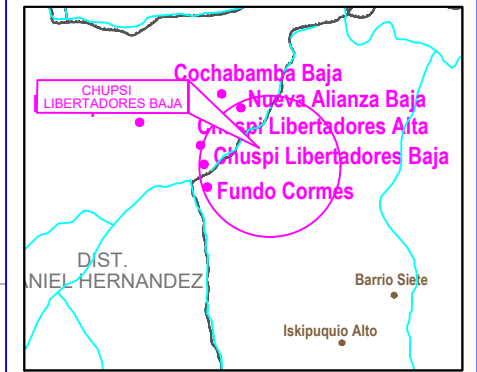 Cochabamba Baja
CHUPSI
LIBERTADORES BAJA
Nueva Alianza Baja
Chuspi Libertadores Alta
Chuspi Libertadores Baja
Fundo Cormes
DIST.
ANIEL HERNANDEZ
Barrio Siete
Iskipuquio Alto